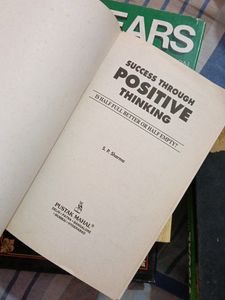 EARS
SUCCESS THROUGH
POSITIVE
THINKING
IS HALF FULL BETTER OR HALF EMPTY?
S. P. Sharma
PUSTAK MAHAL